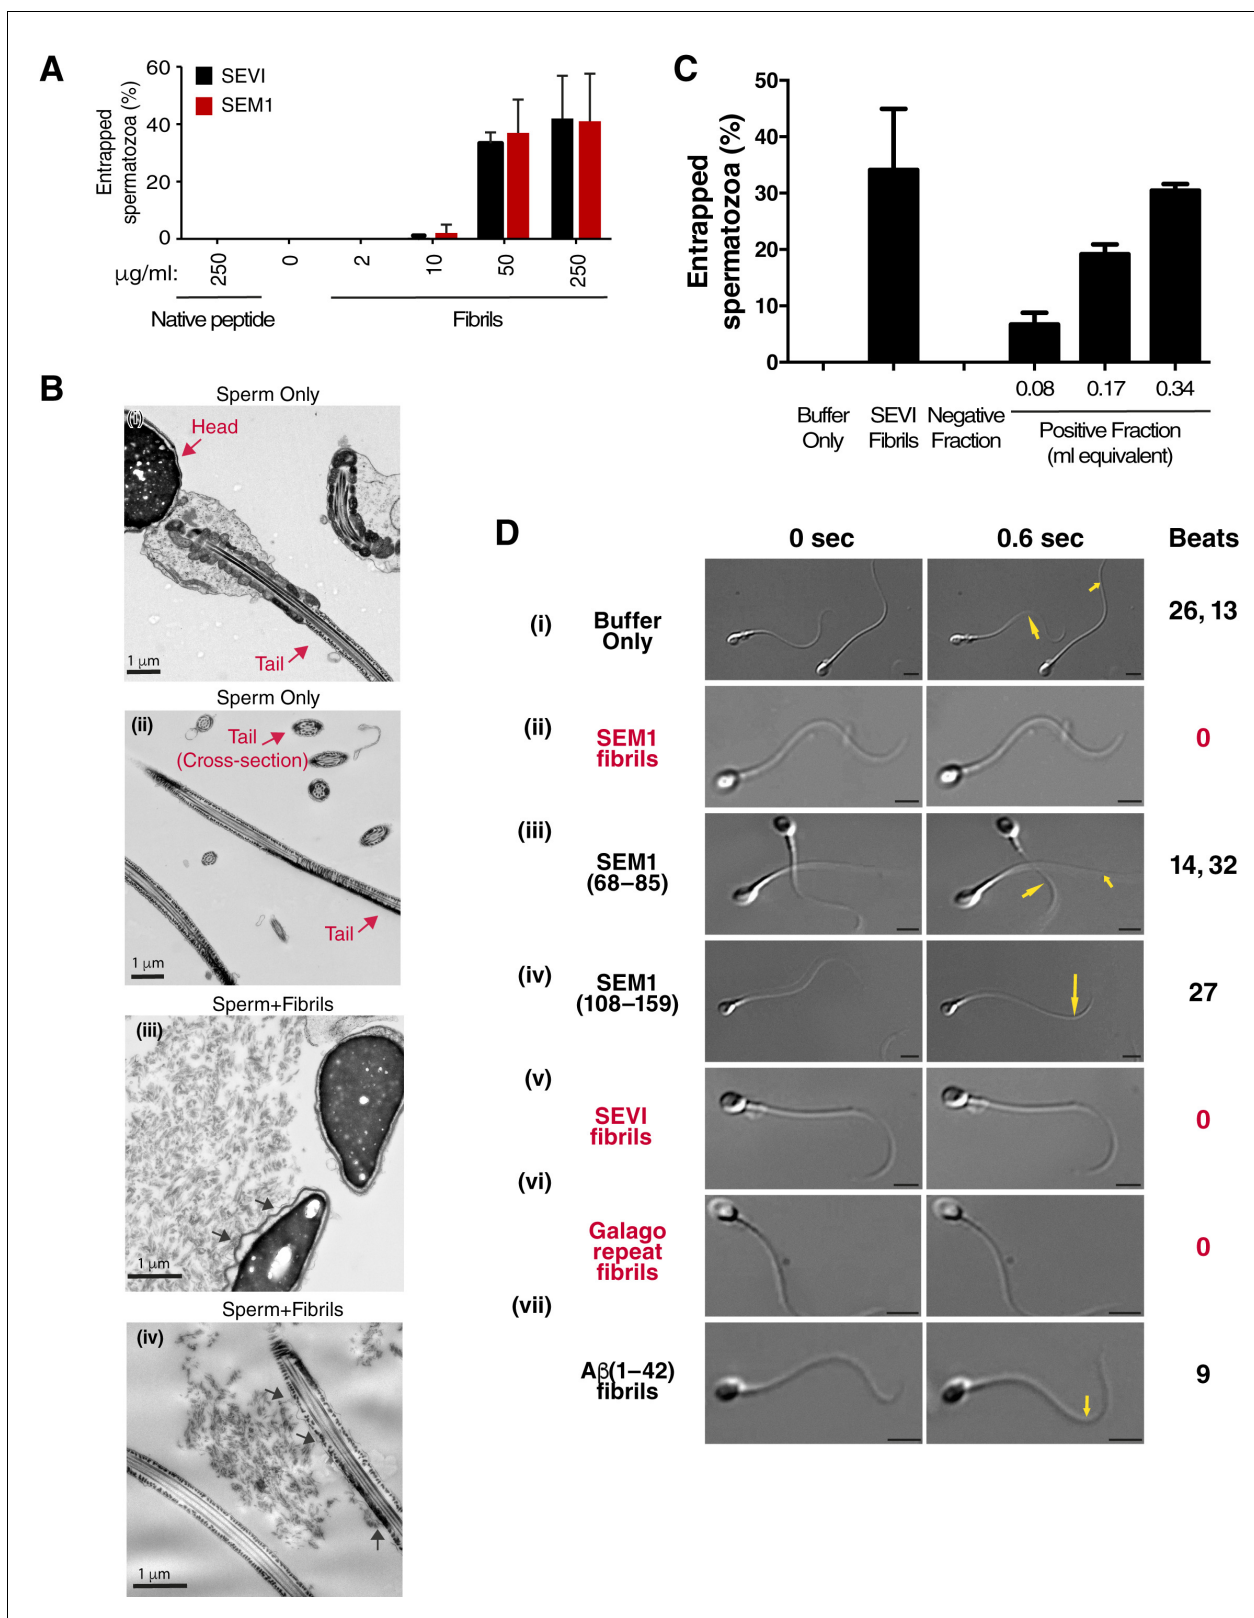 A
60
40
20
0
Entrapped
spermatozoa (%)
SEVI
SEM1
μg/ml:
250
0
2
10
50
250
Native peptide
Fibrils
C
50
40
30
20
10
0
Entrapped
spermatozoa (%)
0.08
0.17
0.34
Buffer
Only
SEVI
Fibrils
Negative
Fraction
Positive Fraction
(ml equivalent)
B
Sperm Only
Head
Tail
1 μm
Sperm Only
(ii)
Tail
(Cross-section)
Tail
1 μm
Sperm+Fibrils
(iii)
1 μm
Sperm+Fibrils
(iv)
1 μm
D
0 sec
0.6 sec
Beats
(i)
Buffer
Only
26, 13
(ii)
SEM1
fibrils
0
(iii)
SEM1
(68–85)
14, 32
(iv)
SEM1
(108–159)
27
(v)
SEVI
fibrils
0
(vi)
Galago
repeat
fibrils
0
(vii)
Aβ(1–42)
fibrils
9